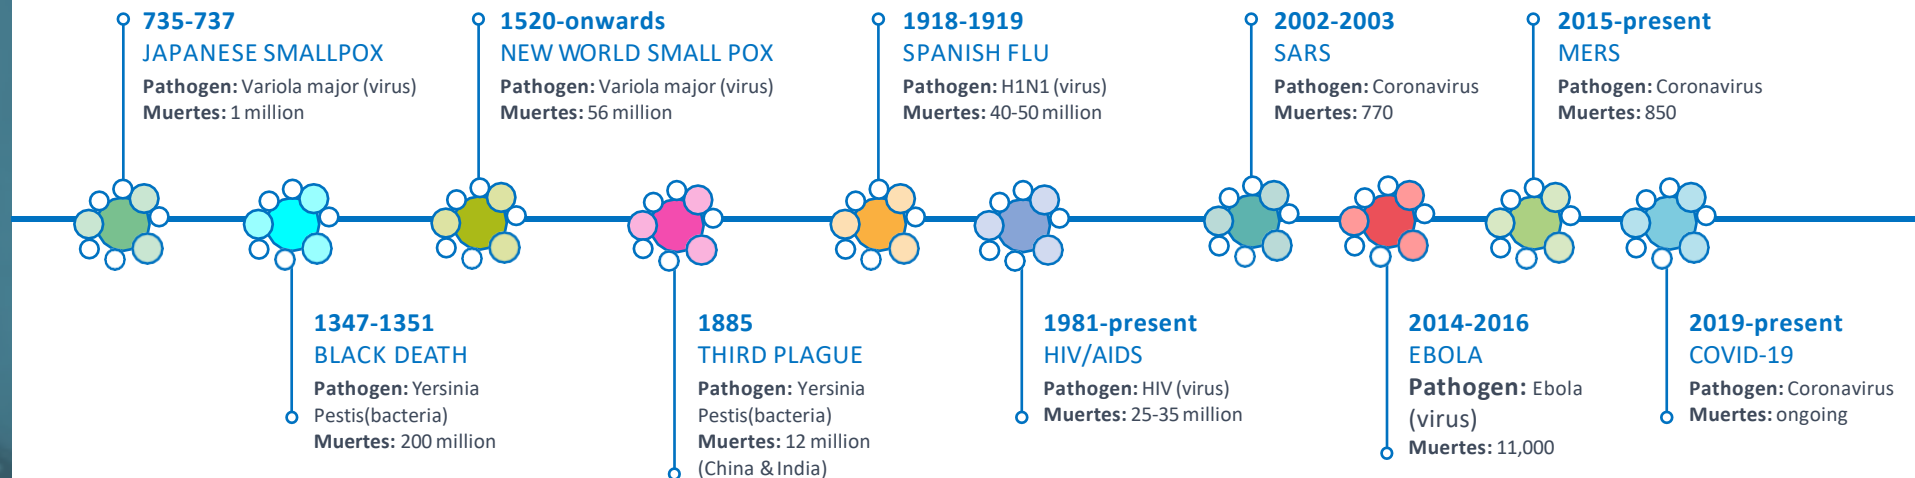 735-737
JAPANESE SMALLPOX
Pathogen: Variola major (virus)
Muertes: 1 million
1520-onwards
NEW WORLD SMALL POX
Pathogen: Variola major (virus)
Muertes: 56 million
1918-1919
SPANISH FLU
Pathogen: H1N1 (virus)
Muertes: 40-50 million
2002-2003
SARS
Pathogen: Coronavirus
Muertes: 770
2015-present
MERS
Pathogen: Coronavirus
Muertes: 850
1347-1351
BLACK DEATH
Pathogen: Yersinia
Pestis(bacteria)
Muertes: 200 million
1885
THIRD PLAGUE
Pathogen: Yersinia
Pestis(bacteria)
Muertes: 12 million
(China & India)
1981-present
HIV/AIDS
Pathogen: HIV (virus)
Muertes: 25-35 million
2014-2016
EBOLA
Pathogen: Ebola
(virus)
Muertes: 11,000
2019-present
COVID-19
Pathogen: Coronavirus
Muertes: ongoing